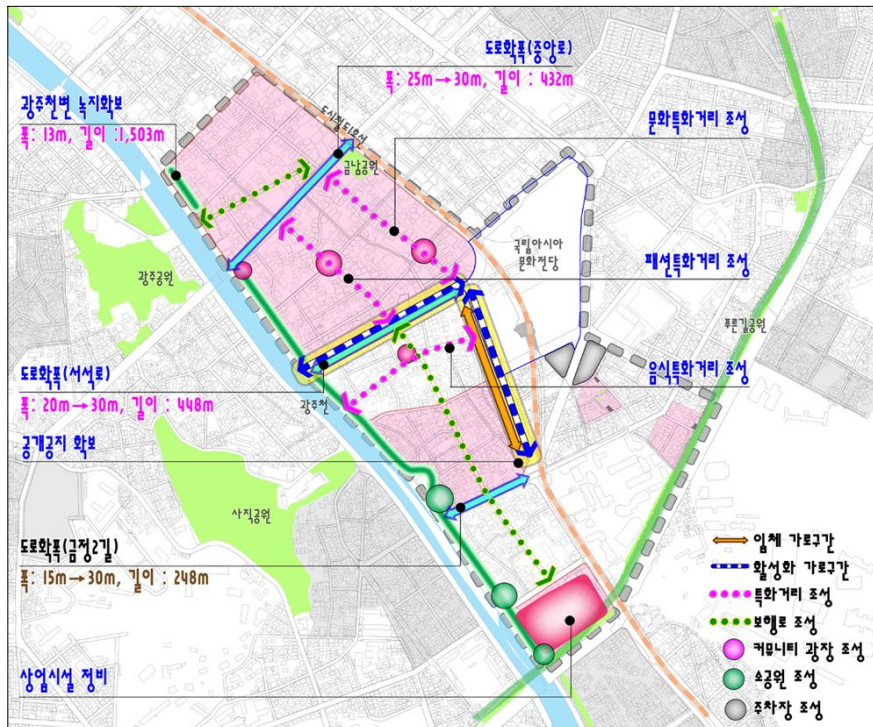 도로확폭(중앙로)
폭: 25m→30m, 길이 : 432m
광주천변 녹지확보
폭: 13m, 길이 :1,503m
문화특화거리 조성
도시철도1호선
금남공원
국립아시아
문화전당
패션특화거리 조성
광주공원
푸른길공원
도로확폭(서석로)
폭: 20m→30m, 길이 : 448m
음식특화거리 조성
광주천
공개공지 확보
사직공원
도로확폭(금정2길)
폭: 15m→30m, 길이 : 248m
상업시설 정비
입체 가로구간
활성화 가로구간
특화거리 조성
보행로 조성
커뮤니티 광장 조성
소공원 조성
주차장 조성